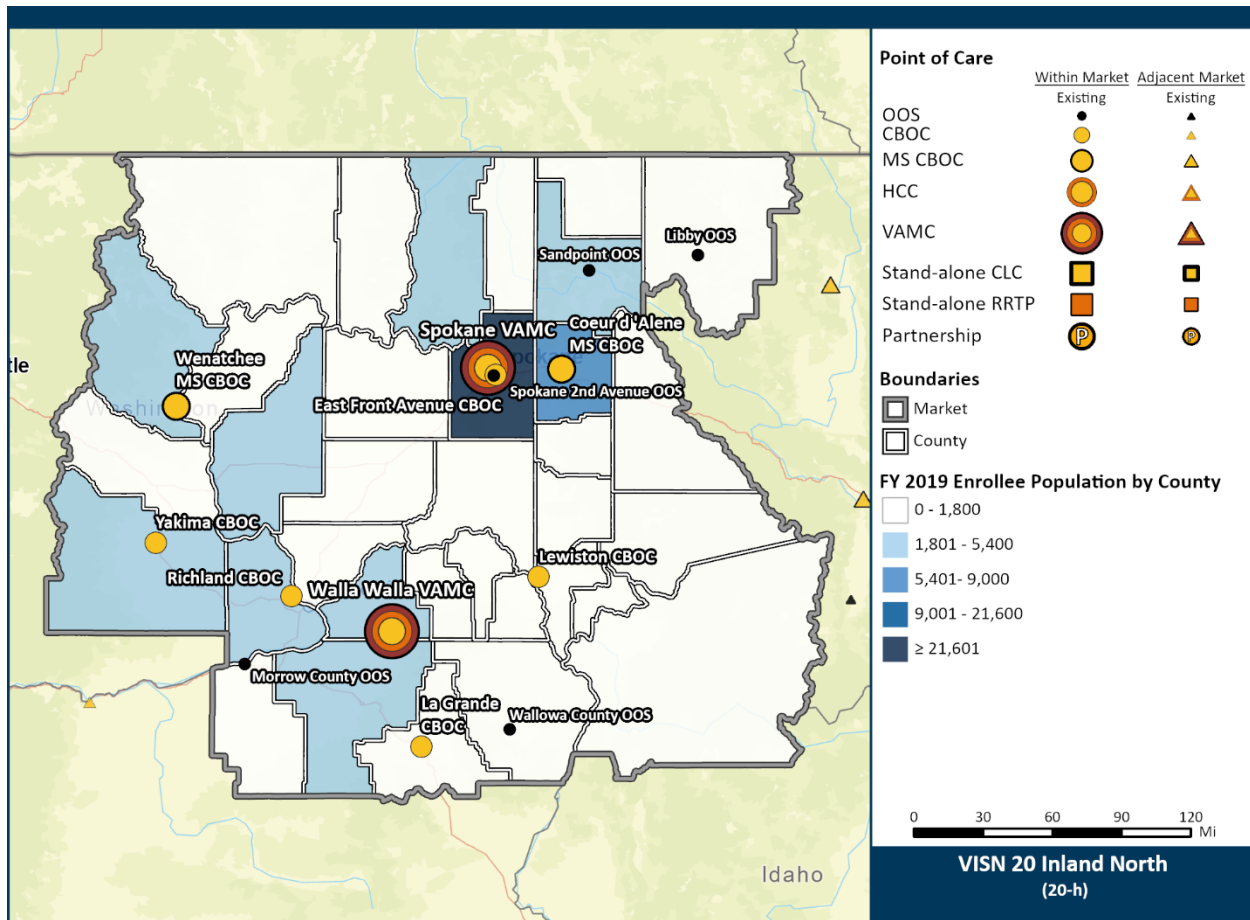 Sandpoint OOS
Libby OOS
Spokane VAMC
Spokane
Coeur d'Alene
MS CBOC
Wenatchee
MS CBOC
Washington
tle
East Front Avenue CBOC
Spokane 2nd Avenue OOS
Yakima CBOC
Richland CBOC
Walla Walla VAMC
Lewiston CBOC
Morrow County OOS
La Grande
CBOC
Wallowa County OOS
Idaho
Point of Care
Within Market
Adjacent Market
Existing
Existing
OOS
CBOC
MS CBOC
HCC
VAMC
Stand-alone CLC
Stand-alone RRTP
Partnership
P
P
Boundaries
Market
County
FY 2019 Enrollee Population by County
0 - 1,800
1,801 - 5,400
5,401- 9,000
9,001 - 21,600
≥ 21,601
0 30 60 90 120
Mi
VISN 20 Inland North
(20-h)